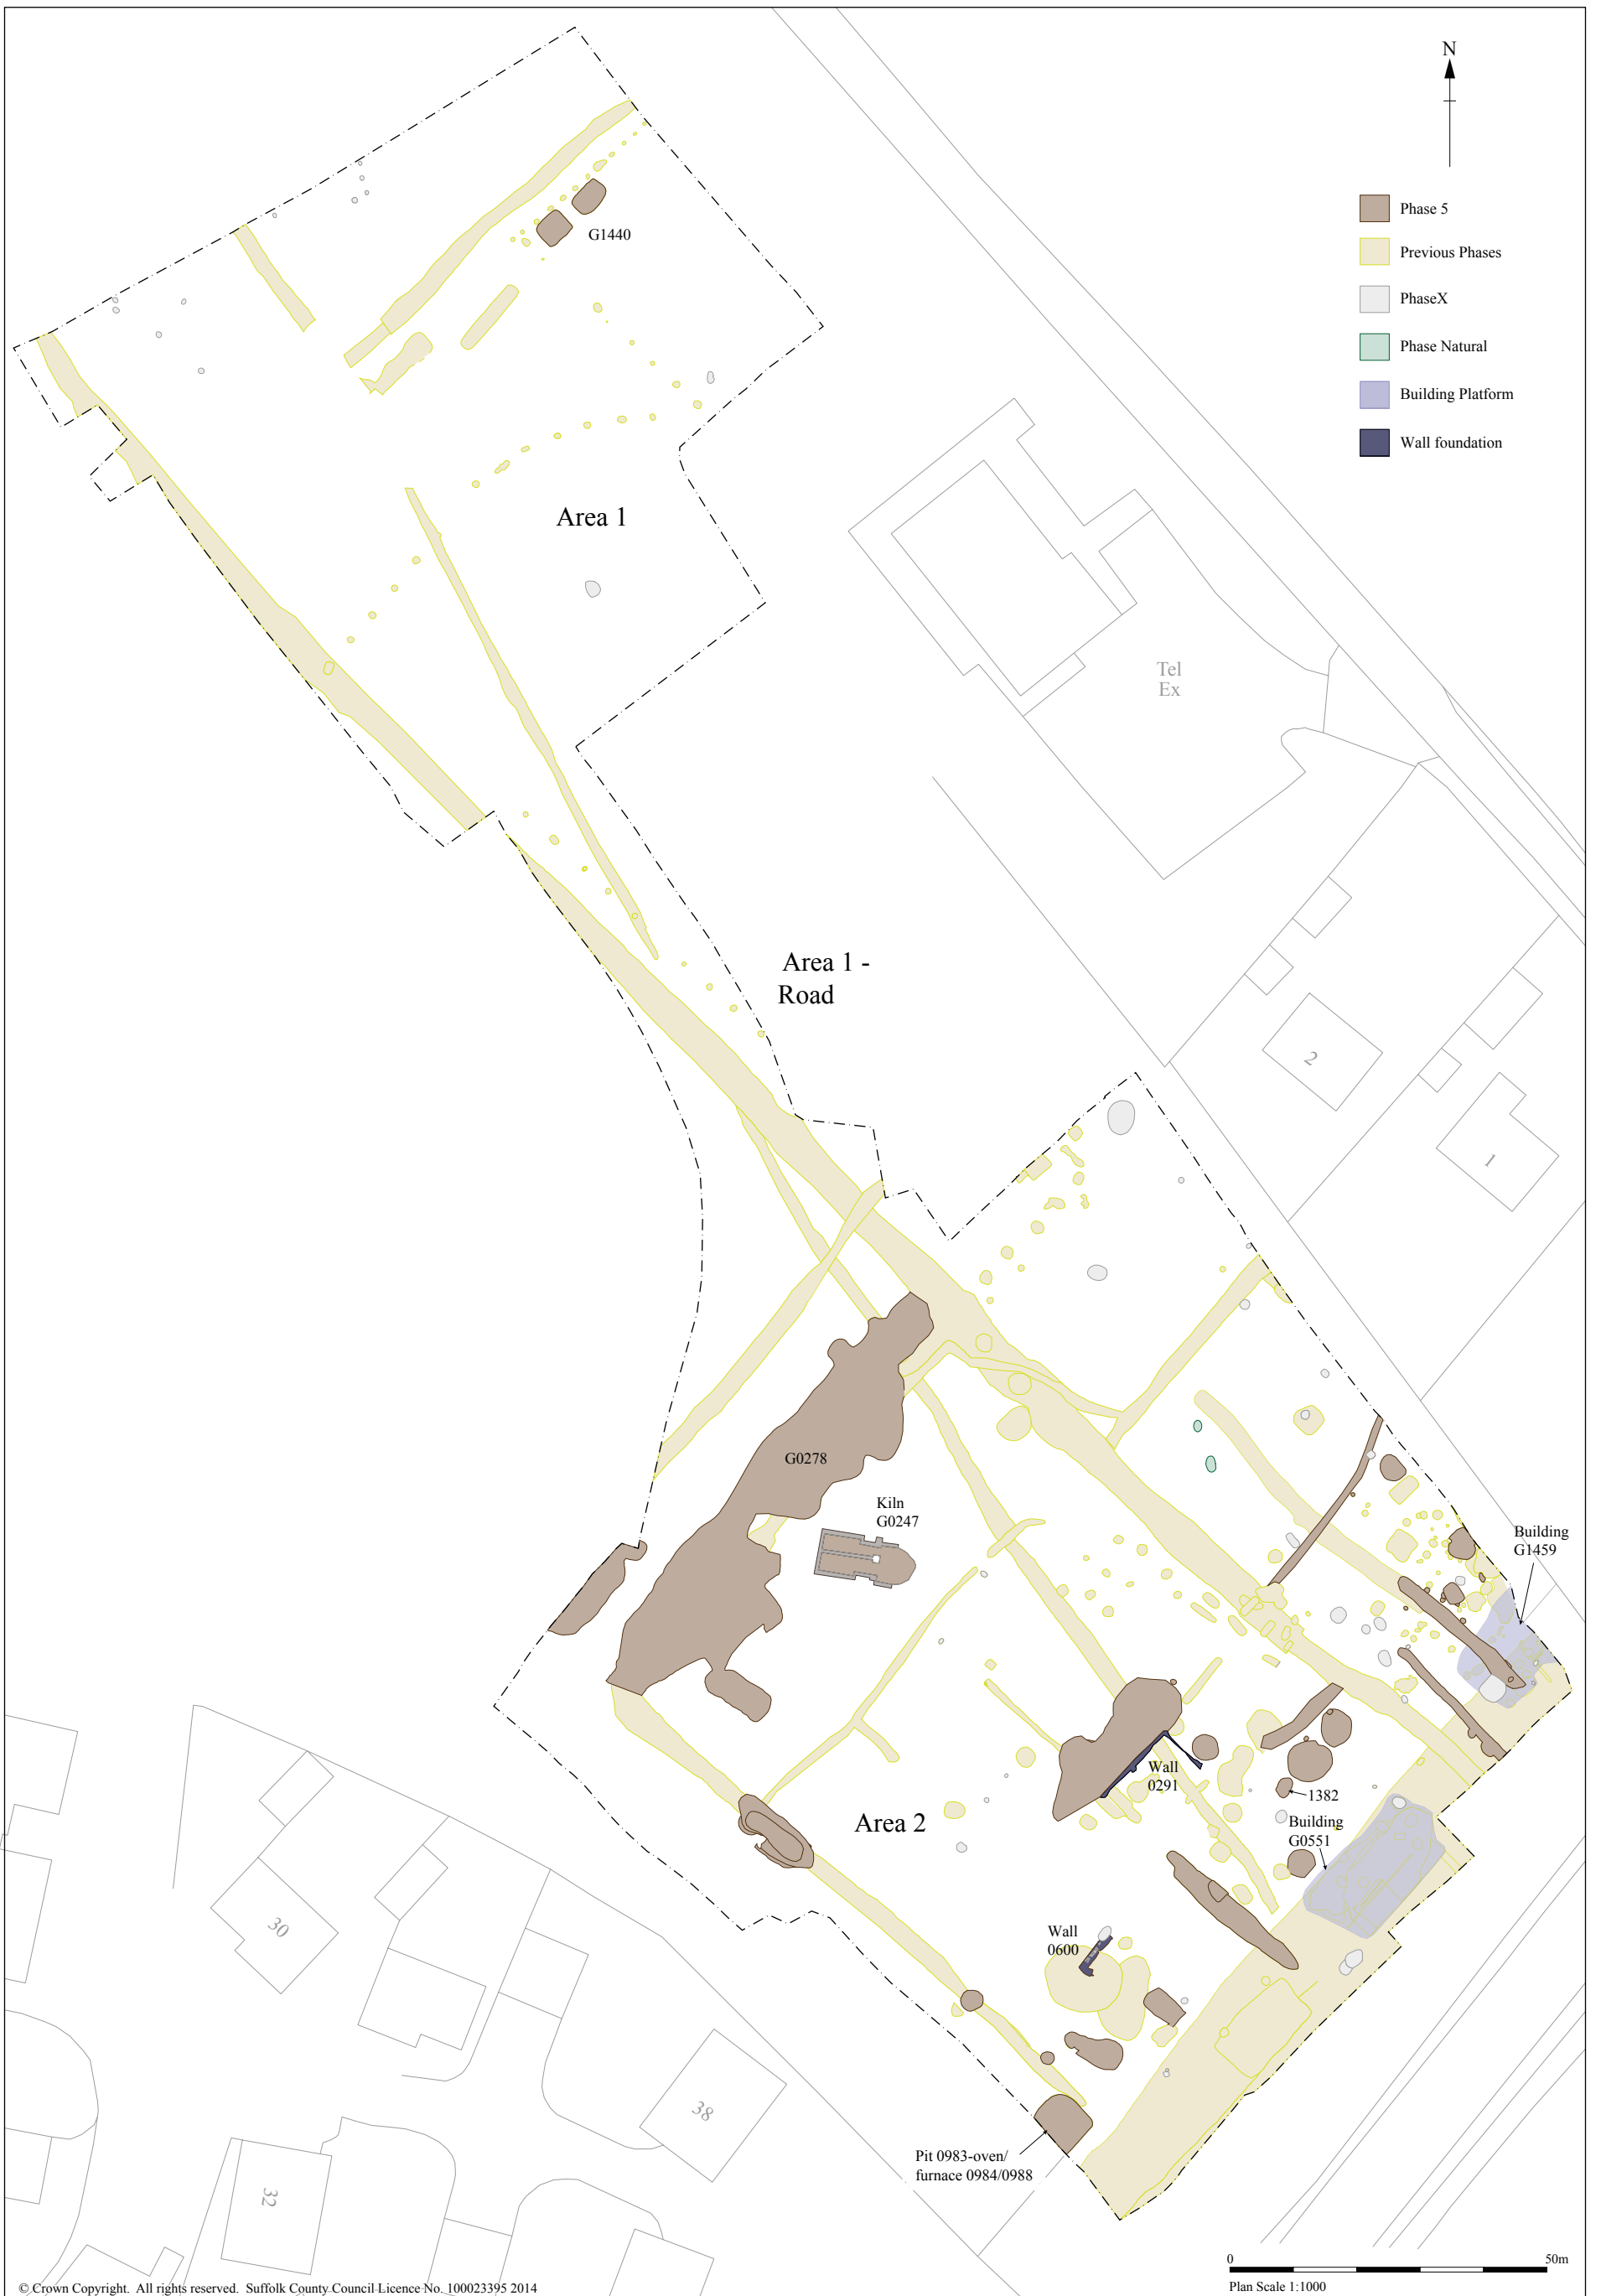 N
Phase 5
Previous Phases
PhaseX
Phase Natural
Building Platform
Wall foundation
G1440
Area 1
Tel
Ex
Area 1 -
Road
2
1
G0278
Kiln
G0247
Building
G1459
Wall
0291
1382
Building
G0551
Area 2
Wall
0600
30
38
32
Pit 0983-oven/
furnace 0984/0988
0 50m
Plan Scale 1:1000
© Crown Copyright. All rights reserved. Suffolk County Council Licence No. 100023395 2014